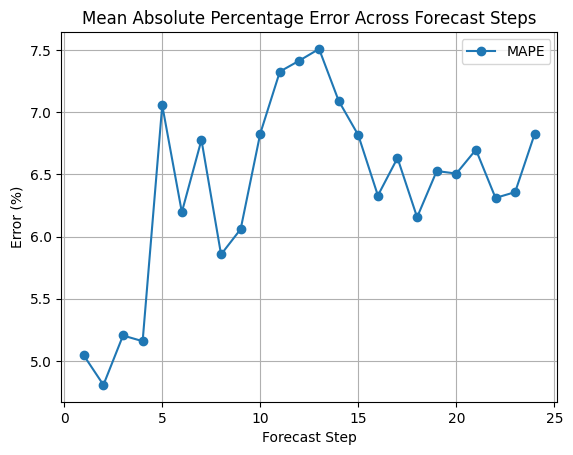 Mean Absolute Percentage Error Across Forecast Steps
MAPE
7.5
7.0
6.5
6.0
5.5
5.0
Error (%)
0 5 10 15 20 25
Forecast Step